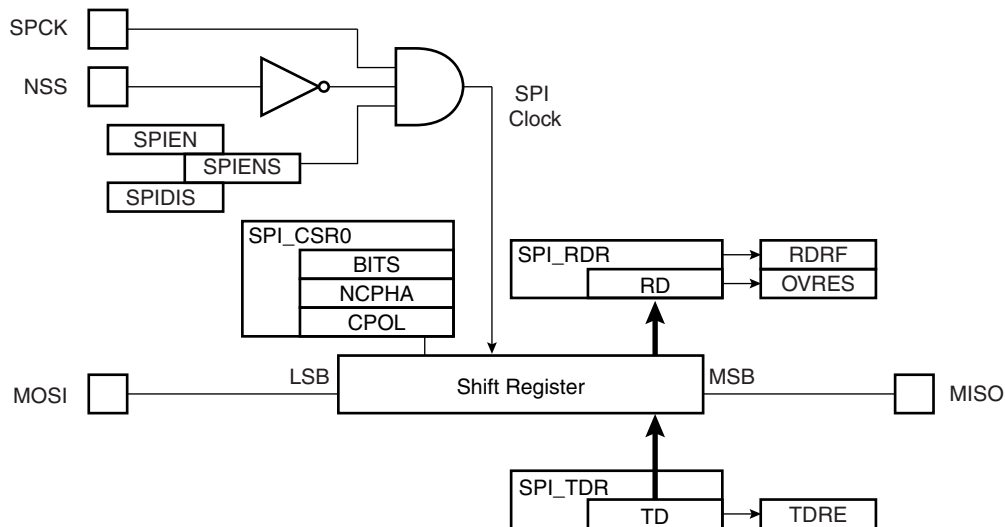 SPCK
NSS
SPI
Clock
SPIEN
SPIENS
SPIDIS
SPI_CSR0
BITS
NCPHA
CPOL
SPI_RDR
RD
RDRF
OVRES
MOSI
LSB
Shift Register
MSB
MISO
SPI_TDR
TD
TDRE